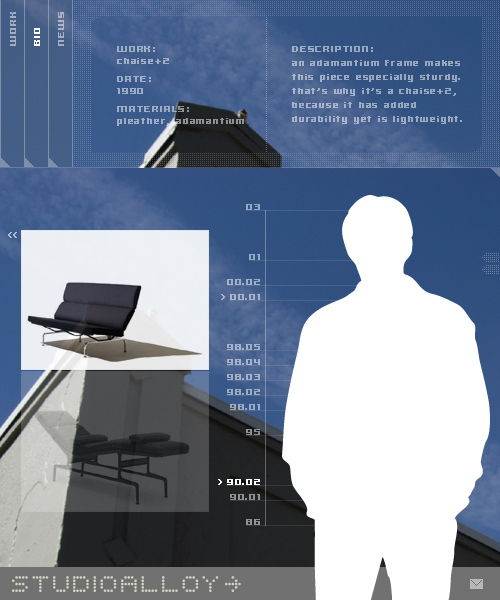 WORK
BIO
NEWS
WORK:
chaise+2
DATE:
1990
MATERIALS:
pleather, adamantium
DESCRIPTION:
an adamantium frame makes
this piece especially sturdy.
that's why it's a chaise+2,
because it has added
durability yet is lightweight.
«
03
01
00.02
> 00.01
98.05
98.04
98.03
98.02
98.01
95
> 90.02
90.01
86
STUDIOALLOY